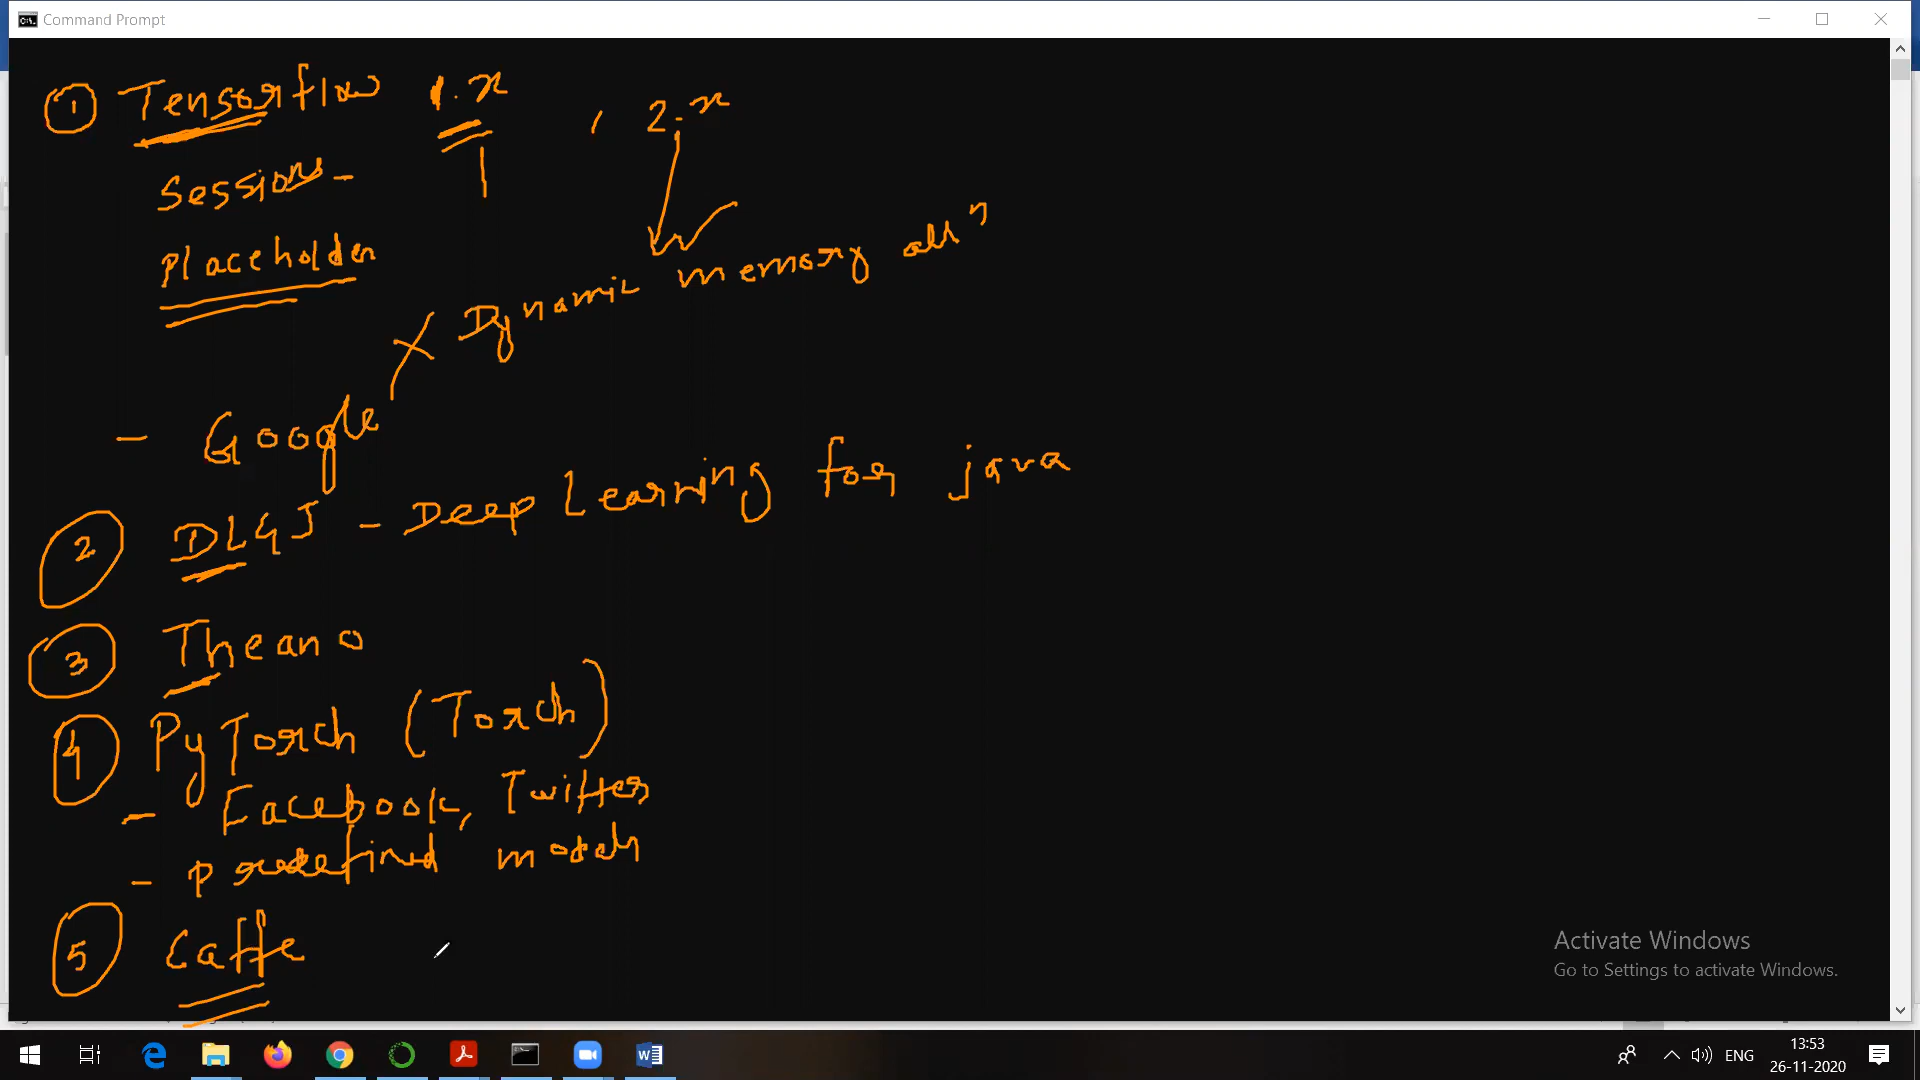 Command Prompt
① Tensorflow 1.x , 2.x
Sessions -
Placeholder
x Dynamic memory allⁿ
- Google
② DL4J - Deep Learning for java
③ Theano
④ PyTorch (Torch)
- Facebook, Twitter
- predefined models
⑤ Caffe
Activate Windows
Go to Settings to activate Windows.
ENG
13:53
26-11-2020